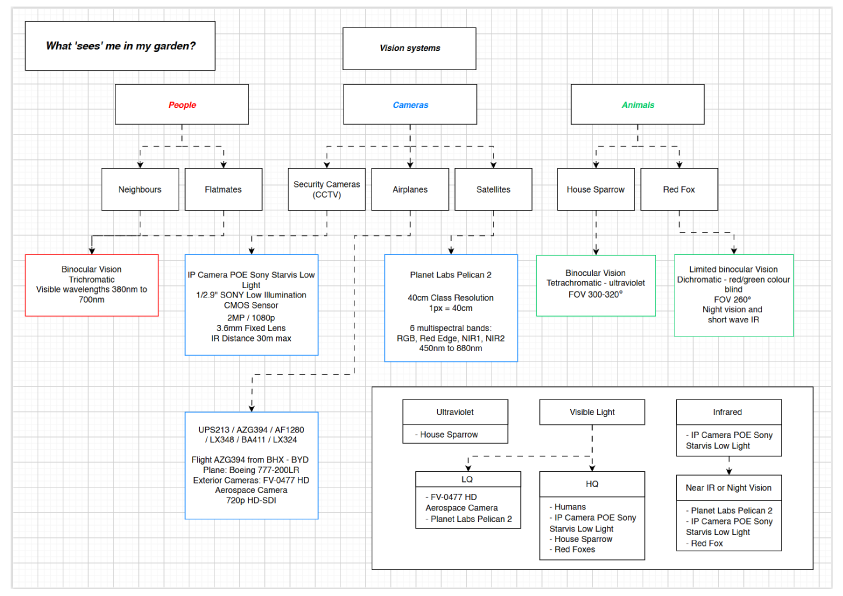 What 'sees' me in my garden?
Vision systems
People
Cameras
Animals
Neighbours
Flatmates
Security Cameras
(CCTV)
Airplanes
Satellites
House Sparrow
Red Fox
Binocular Vision
Trichromatic
Visible wavelengths 380nm to
700nm
IP Camera POE Sony Starvis Low
Light
1/2.9" SONY Low Illumination
CMOS Sensor
2MP / 1080p
3.6mm Fixed Lens
IR Distance 30m max
Planet Labs Pelican 2
40cm Class Resolution
1px = 40cm
6 multispectral bands:
RGB, Red Edge, NIR1, NIR2
450nm to 880nm
Binocular Vision
Tetrachromatic - ultraviolet
FOV 300-320°
Limited binocular Vision
Dichromatic - red/green colour
blind
FOV 260°
Night vision and
short wave IR
UPS213 / AZG394 / AF1280
/ LX348 / BA411 / LX324
Flight AZG394 from BHX - BYD
Plane: Boeing 777-200LR
Exterior Cameras: FV-0477 HD
Aerospace Camera
720p HD-SDI
Ultraviolet
- House Sparrow
Visible Light
LQ
- FV-0477 HD
Aerospace Camera
- Planet Labs Pelican 2
HQ
- Humans
- IP Camera POE Sony
Starvis Low Light
- House Sparrow
- Red Foxes
Infrared
- IP Camera POE Sony
Starvis Low Light
Near IR or Night Vision
- Planet Labs Pelican 2
- IP Camera POE Sony
Starvis Low Light
- Red Fox